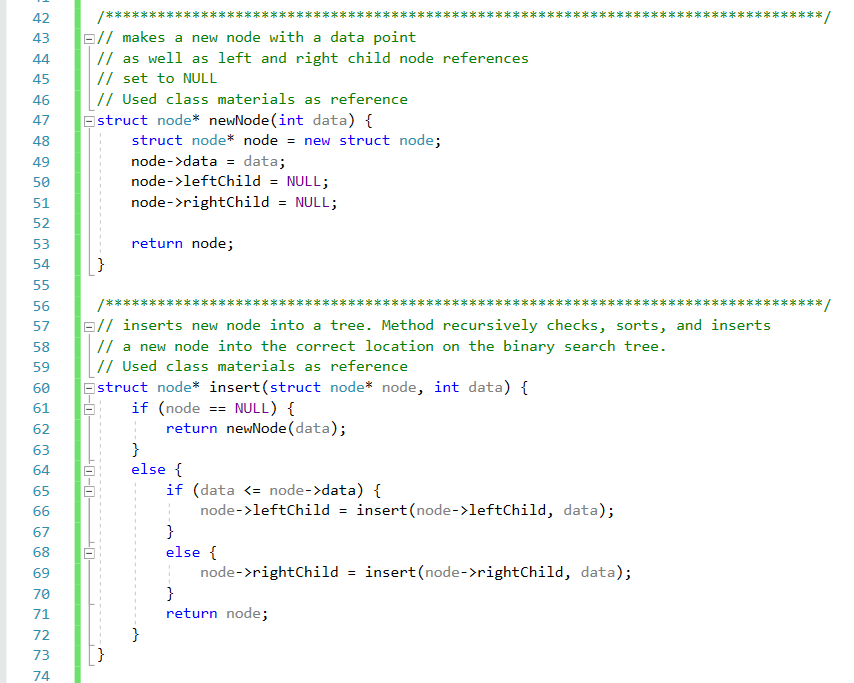 42 /***********************************************************************************/
43 // makes a new node with a data point
44 // as well as left and right child node references
45 // set to NULL
46 // Used class materials as reference
47 struct node* newNode(int data) {
48     struct node* node = new struct node;
49     node->data = data;
50     node->leftChild = NULL;
51     node->rightChild = NULL;
52
53     return node;
54 }
55
56 /***********************************************************************************/
57 // inserts new node into a tree. Method recursively checks, sorts, and inserts
58 // a new node into the correct location on the binary search tree.
59 // Used class materials as reference
60 struct node* insert(struct node* node, int data) {
61     if (node == NULL) {
62         return newNode(data);
63     }
64     else {
65         if (data <= node->data) {
66             node->leftChild = insert(node->leftChild, data);
67         }
68         else {
69             node->rightChild = insert(node->rightChild, data);
70         }
71         return node;
72     }
73 }
74